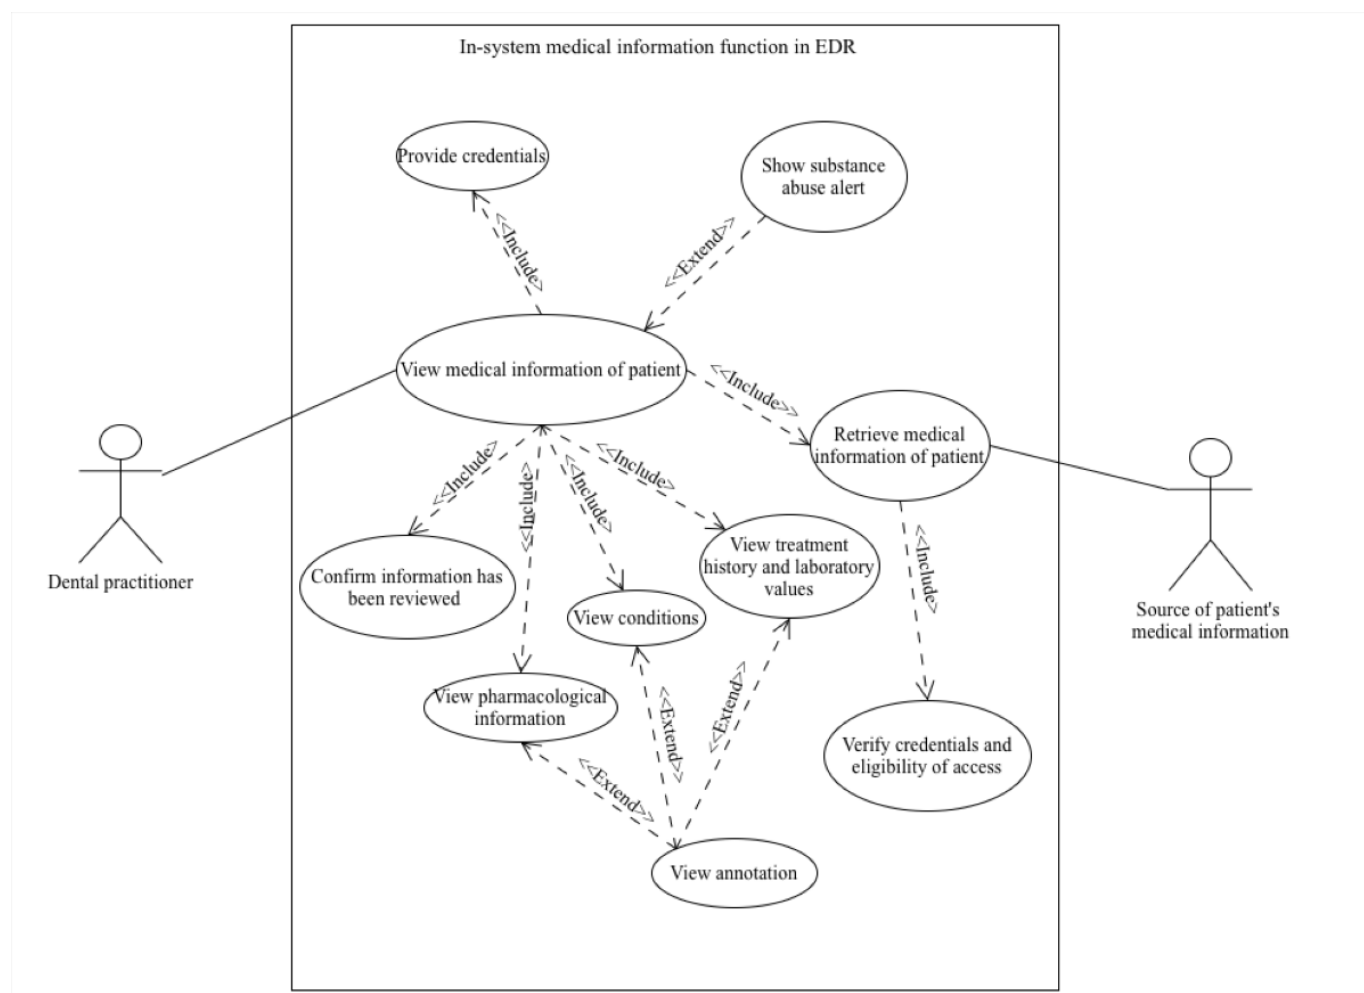 In-system medical information function in EDR
Provide credentials
Show substance
abuse alert
<<Include>
<<Extend>>
View medical information of patient
<<Include>>
Retrieve medical
information of patient
<<Include>
<<Include>
<<Include>
<<Include>
Dental practitioner
Confirm information has
been reviewed
View treatment
history and laboratory
values
<<Include>
View conditions
Source of patient's
medical information
View pharmacological
information
<<Extend>>
<<Extend>>
<<Extend>>
Verify credentials and
eligibility of access
View annotation